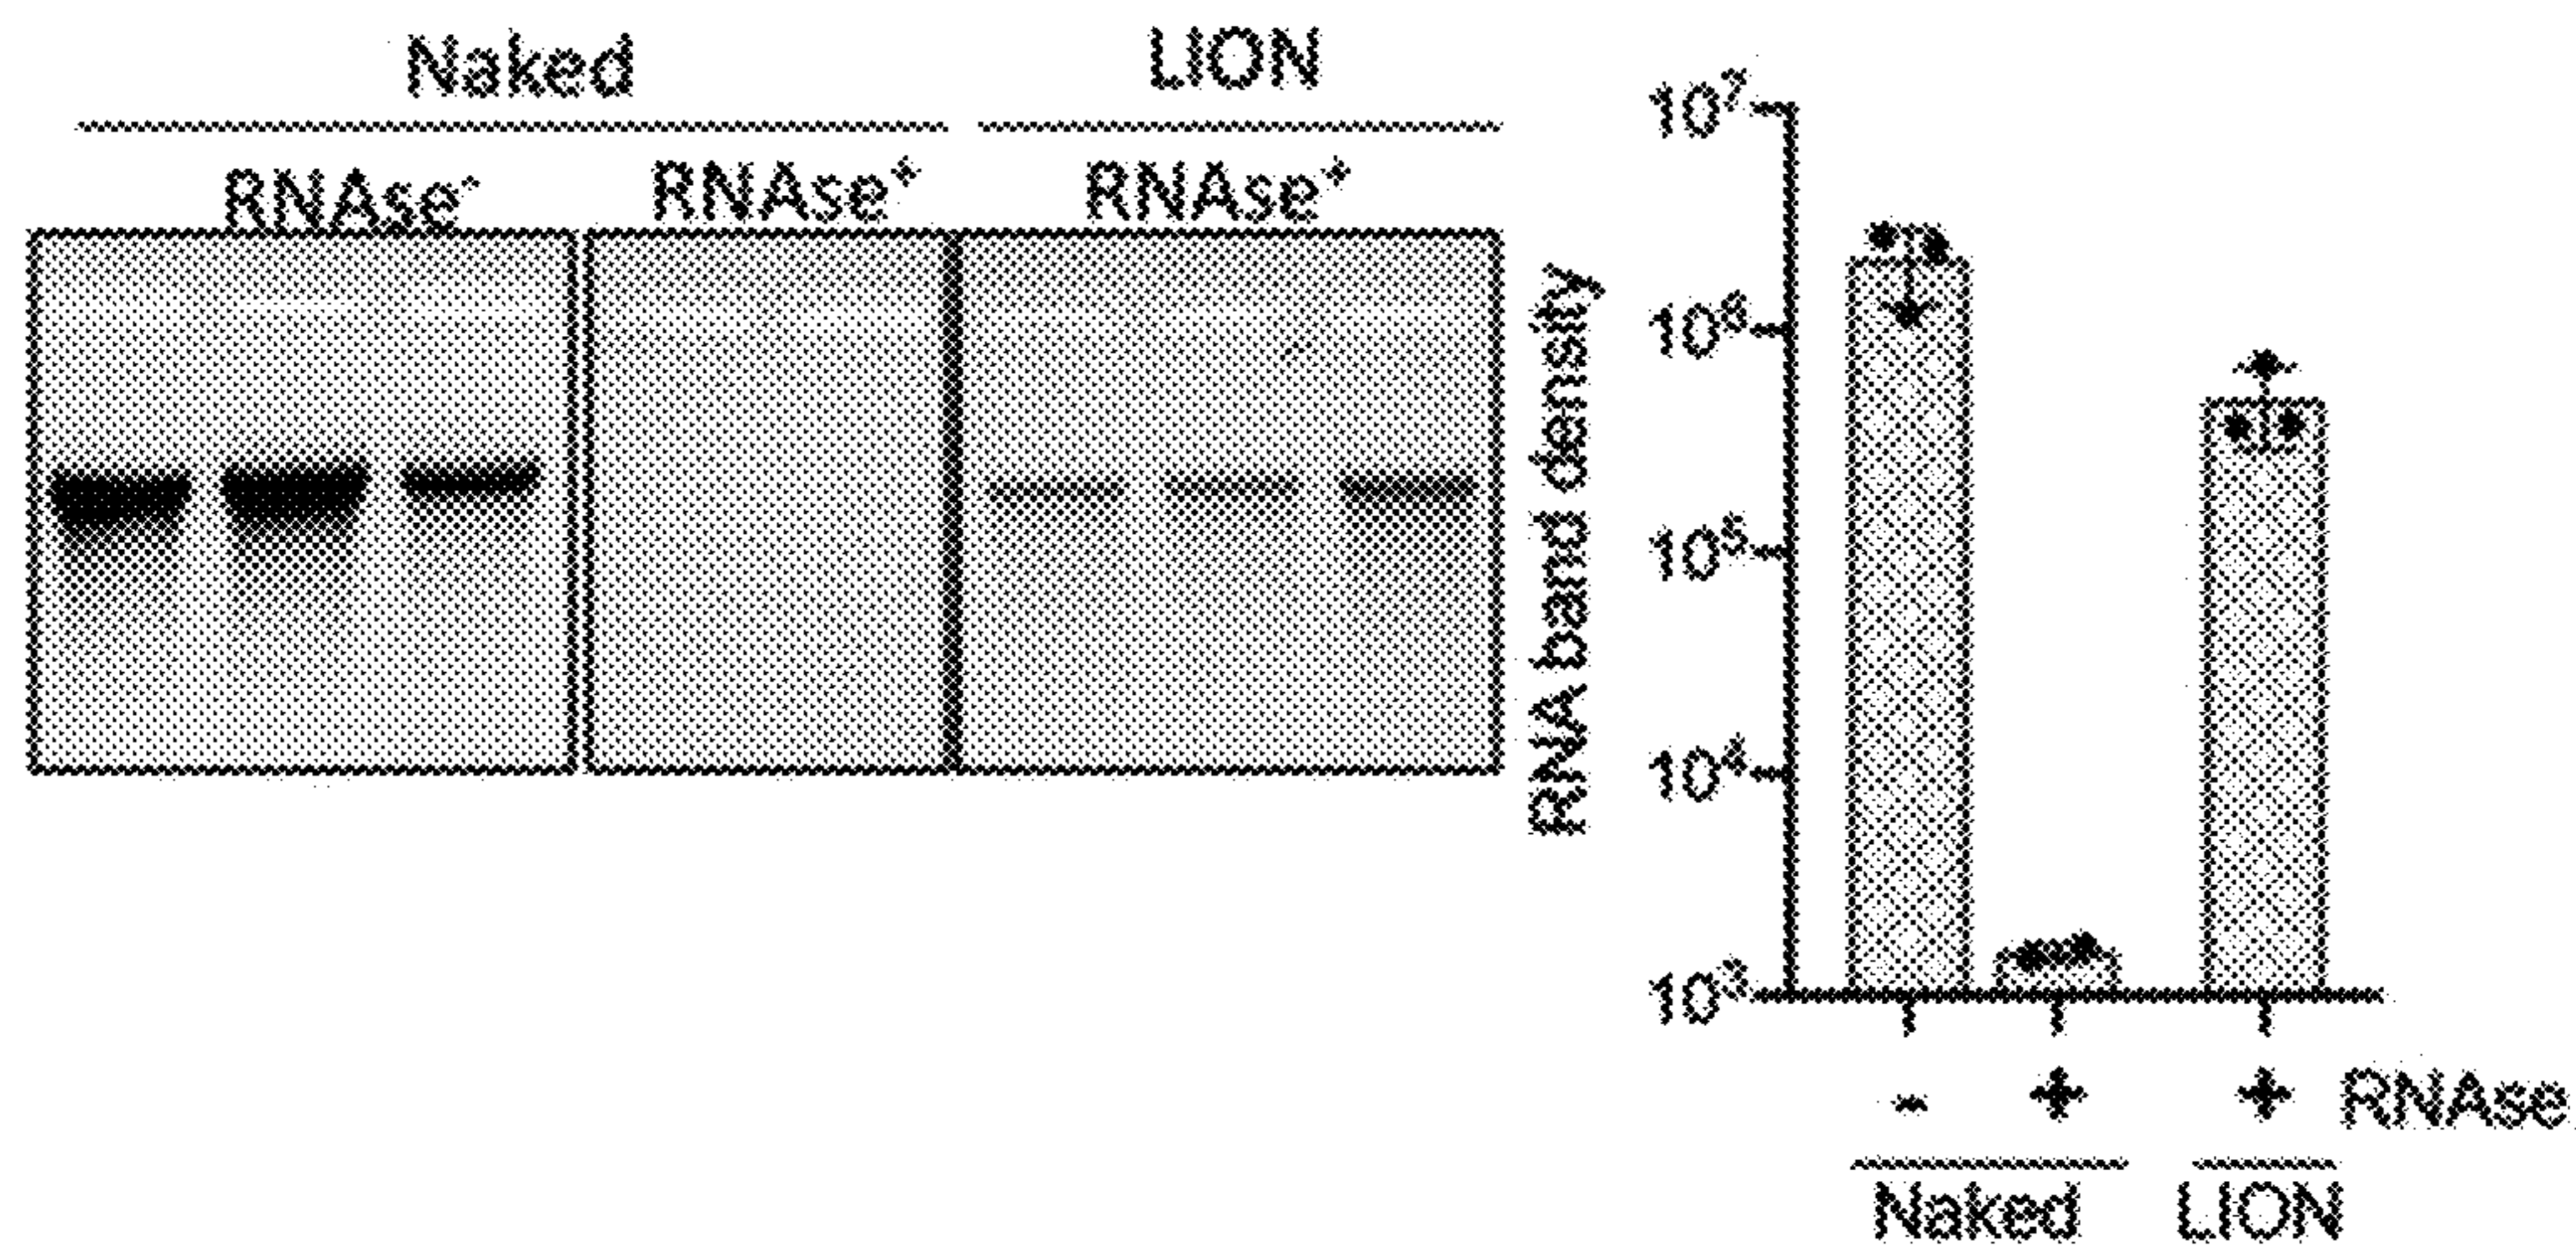 Naked LION
RNAse- RNAse+ RNAse+
RNA band density
10⁷
10⁶
10⁵
10⁴
10³
- + + RNAse
Naked LION